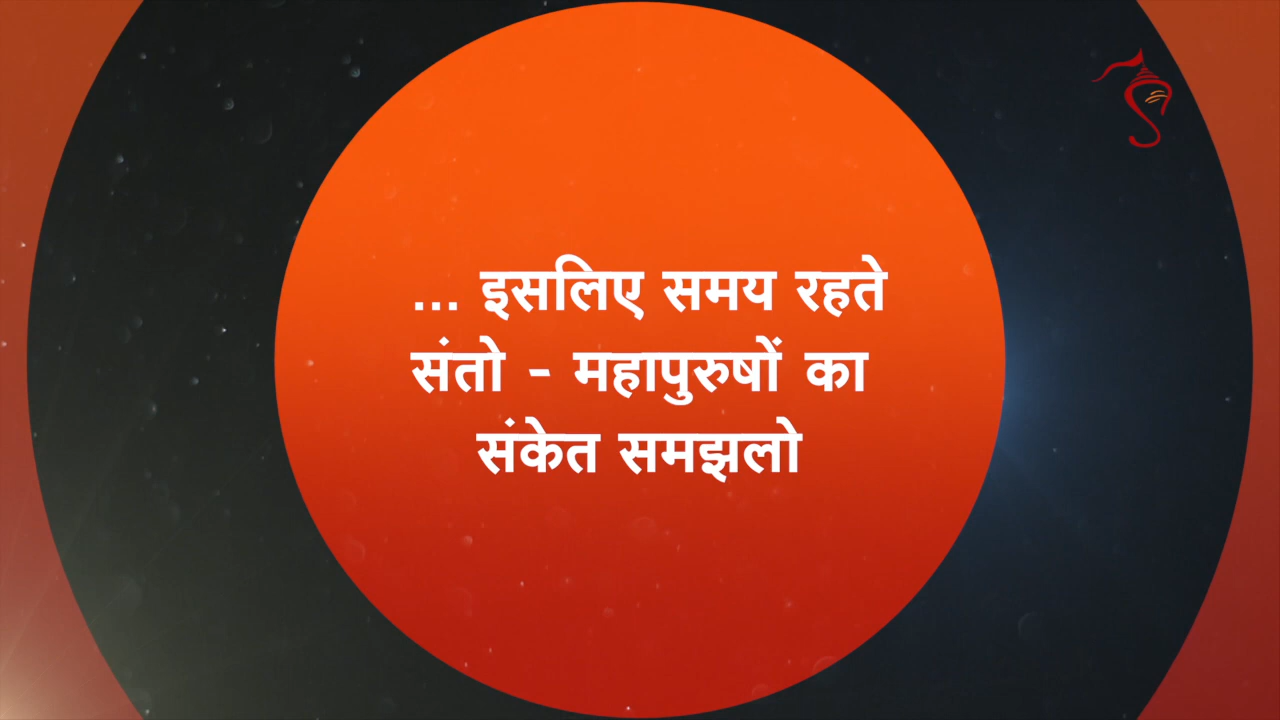 ... इसलिए समय रहते
संतो - महापुरुषों का
संकेत समझलो